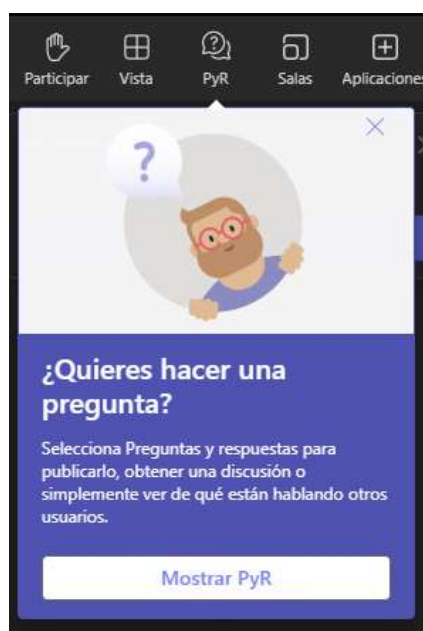 Participar Vista PyR Salas Aplicaciones
?
¿Quieres hacer una
pregunta?
Selecciona Preguntas y respuestas para
publicarlo, obtener una discusión o
simplemente ver de qué están hablando otros
usuarios.
Mostrar PyR